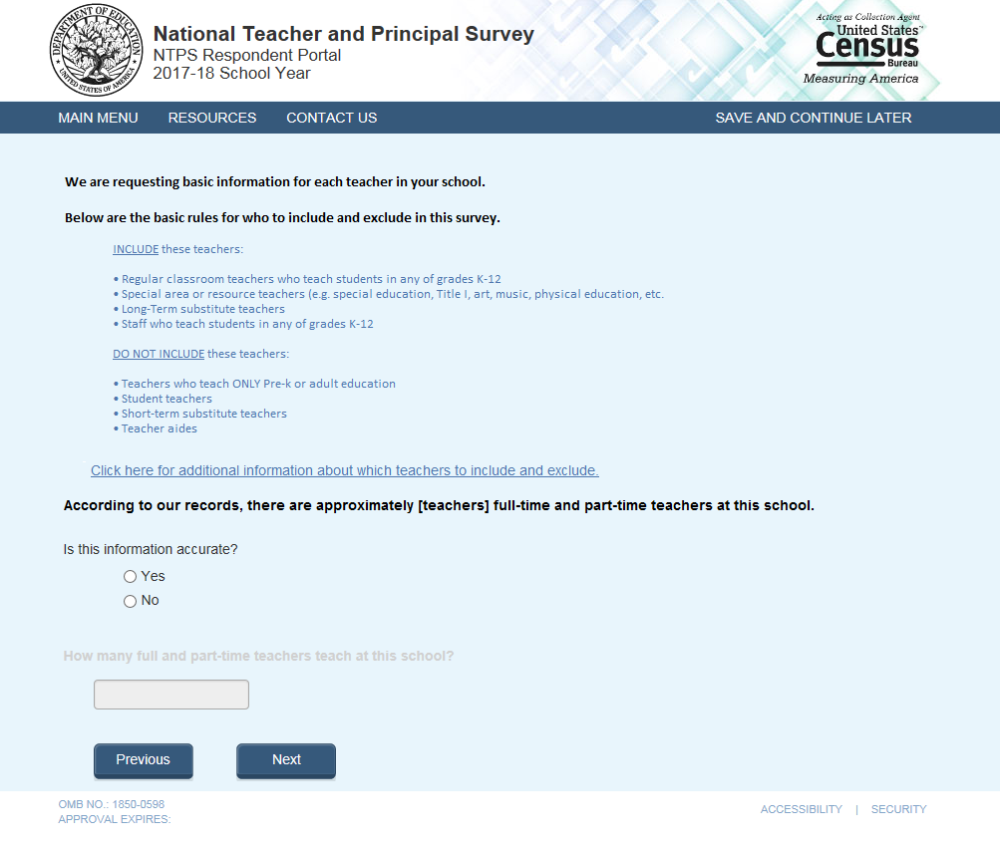 DEPARTMENT OF EDUCATION
UNITED STATES OF AMERICA
National Teacher and Principal Survey
NTPS Respondent Portal
2017-18 School Year
Acting as Collection Agent
United States™
Census
Bureau
Measuring America
MAIN MENU RESOURCES CONTACT US SAVE AND CONTINUE LATER
We are requesting basic information for each teacher in your school.
Below are the basic rules for who to include and exclude in this survey.
INCLUDE these teachers:
• Regular classroom teachers who teach students in any of grades K-12
• Special area or resource teachers (e.g. special education, Title I, art, music, physical education, etc.
• Long-Term substitute teachers
• Staff who teach students in any of grades K-12
DO NOT INCLUDE these teachers:
• Teachers who teach ONLY Pre-k or adult education
• Student teachers
• Short-term substitute teachers
• Teacher aides
Click here for additional information about which teachers to include and exclude.
According to our records, there are approximately [teachers] full-time and part-time teachers at this school.
Is this information accurate?
Yes
No
How many full and part-time teachers teach at this school?
Previous Next
OMB NO.: 1850-0598
APPROVAL EXPIRES:
ACCESSIBILITY | SECURITY